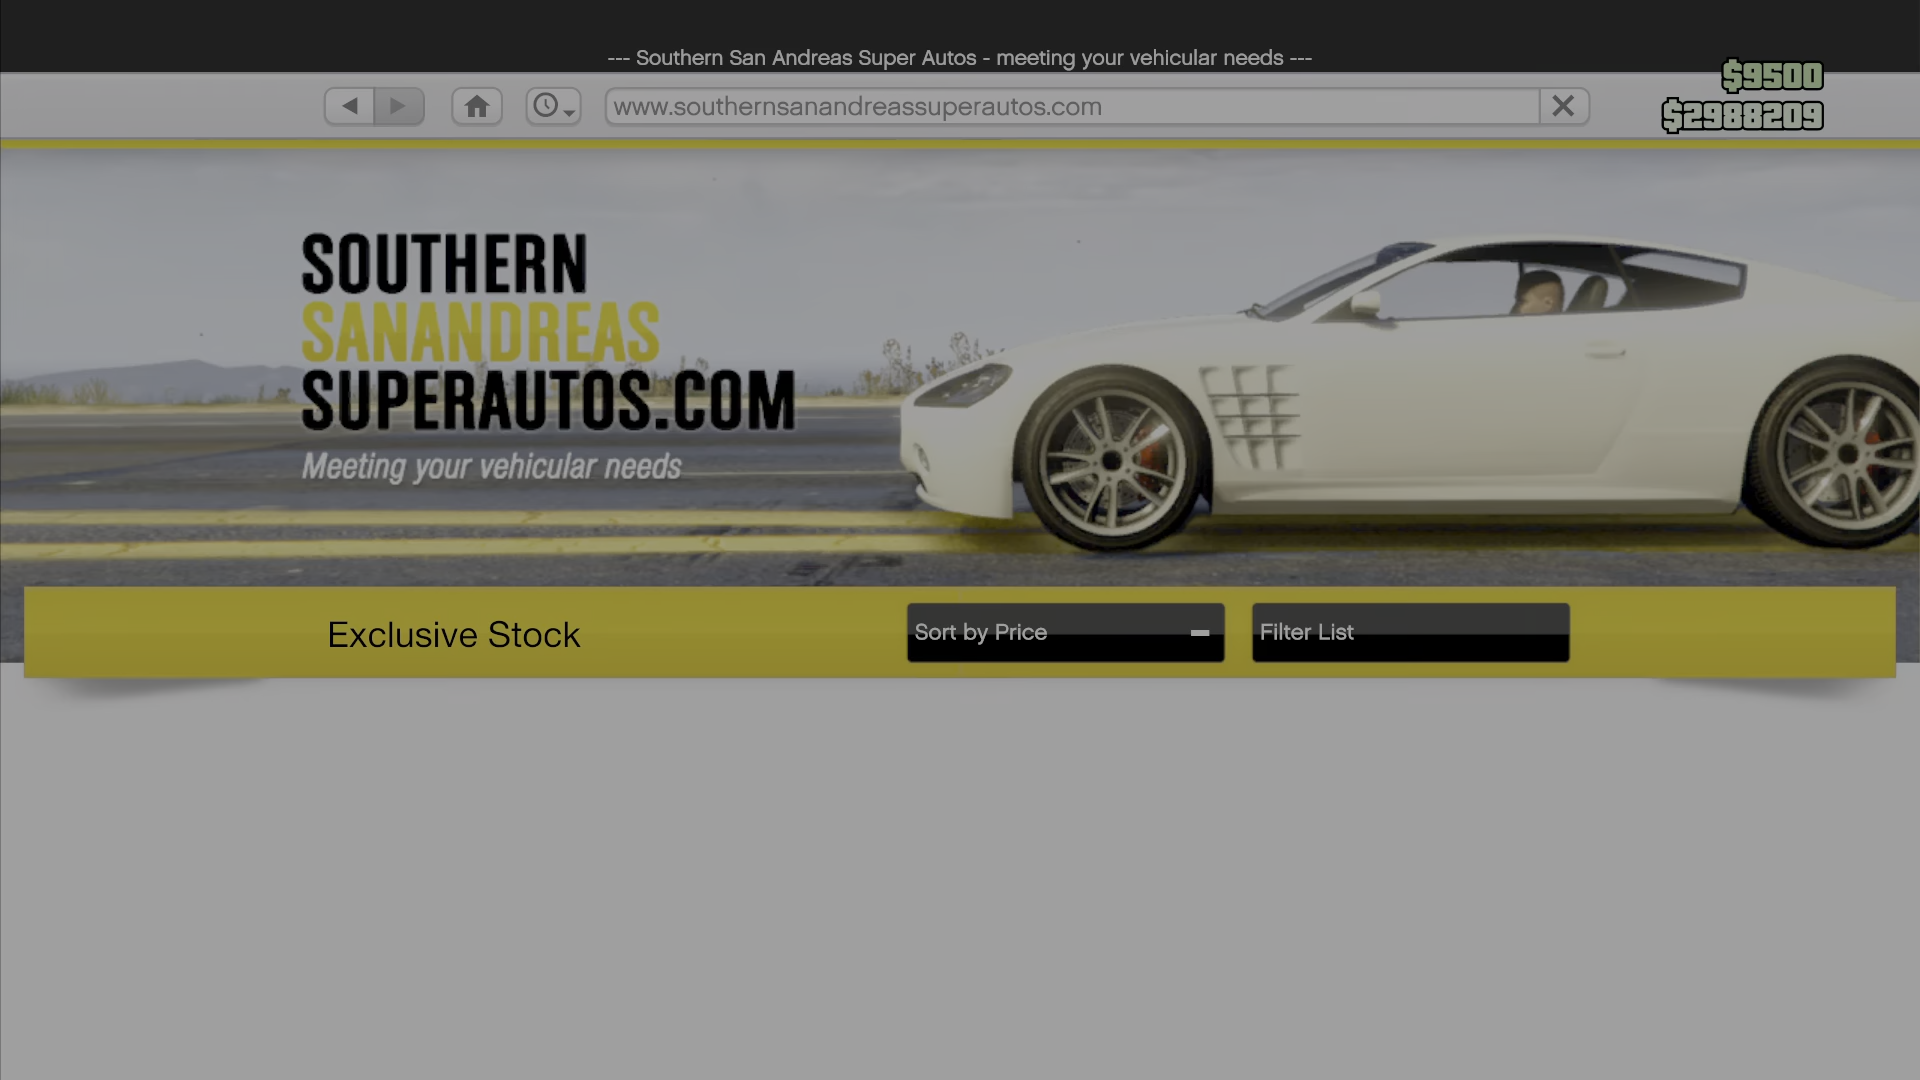 --- Southern San Andreas Super Autos - meeting your vehicular needs ---
$9500
www.southernsanandreassuperautos.com
$2988209
SOUTHERN
SANANDREAS
SUPERAUTOS.COM
Meeting your vehicular needs
Exclusive Stock
Sort by Price
Filter List